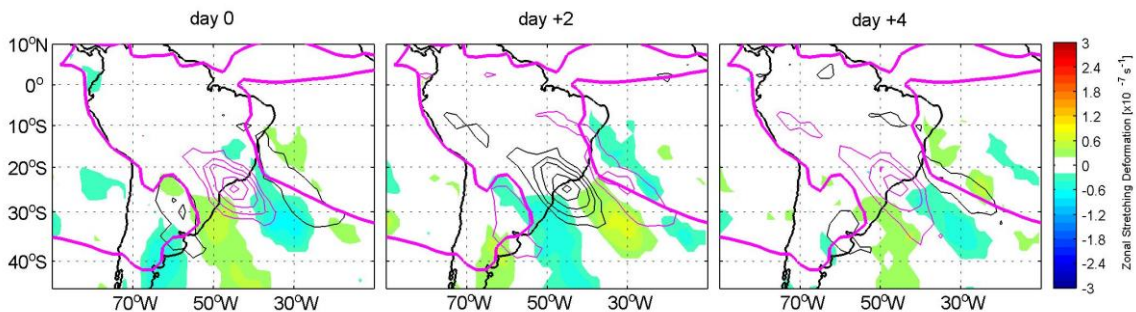 day 0
day +2
day +4
10°N
0°
10°S
20°S
30°S
40°S
70°W 50°W 30°W
70°W 50°W 30°W
70°W 50°W 30°W
3
2.4
1.8
1.2
0.6
-0.6
-1.2
-1.8
-2.4
-3
Zonal Stretching Deformation [x10 ⁻⁷ s⁻¹]